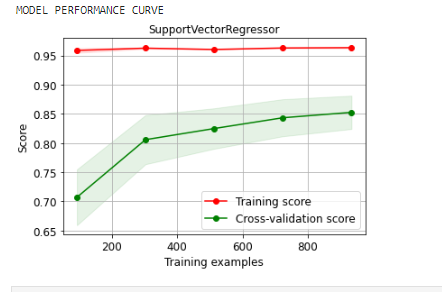 MODEL PERFORMANCE CURVE
SupportVectorRegressor
0.95
0.90
0.85
0.80
0.75
0.70
0.65
Score
Training score
Cross-validation score
200 400 600 800
Training examples